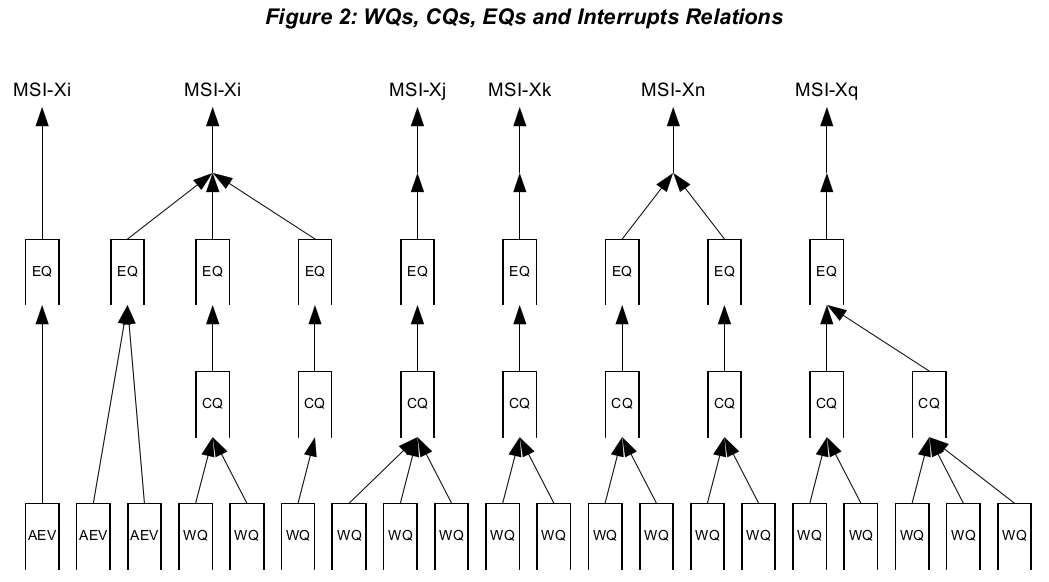 Figure 2: WQs, CQs, EQs and Interrupts Relations
MSI-Xi MSI-Xi MSI-Xj MSI-Xk MSI-Xn MSI-Xq
EQ EQ EQ EQ EQ EQ EQ EQ EQ
CQ CQ CQ CQ CQ CQ CQ CQ
AEV AEV AEV WQ WQ WQ WQ WQ WQ WQ WQ WQ WQ WQ WQ WQ WQ WQ WQ WQ